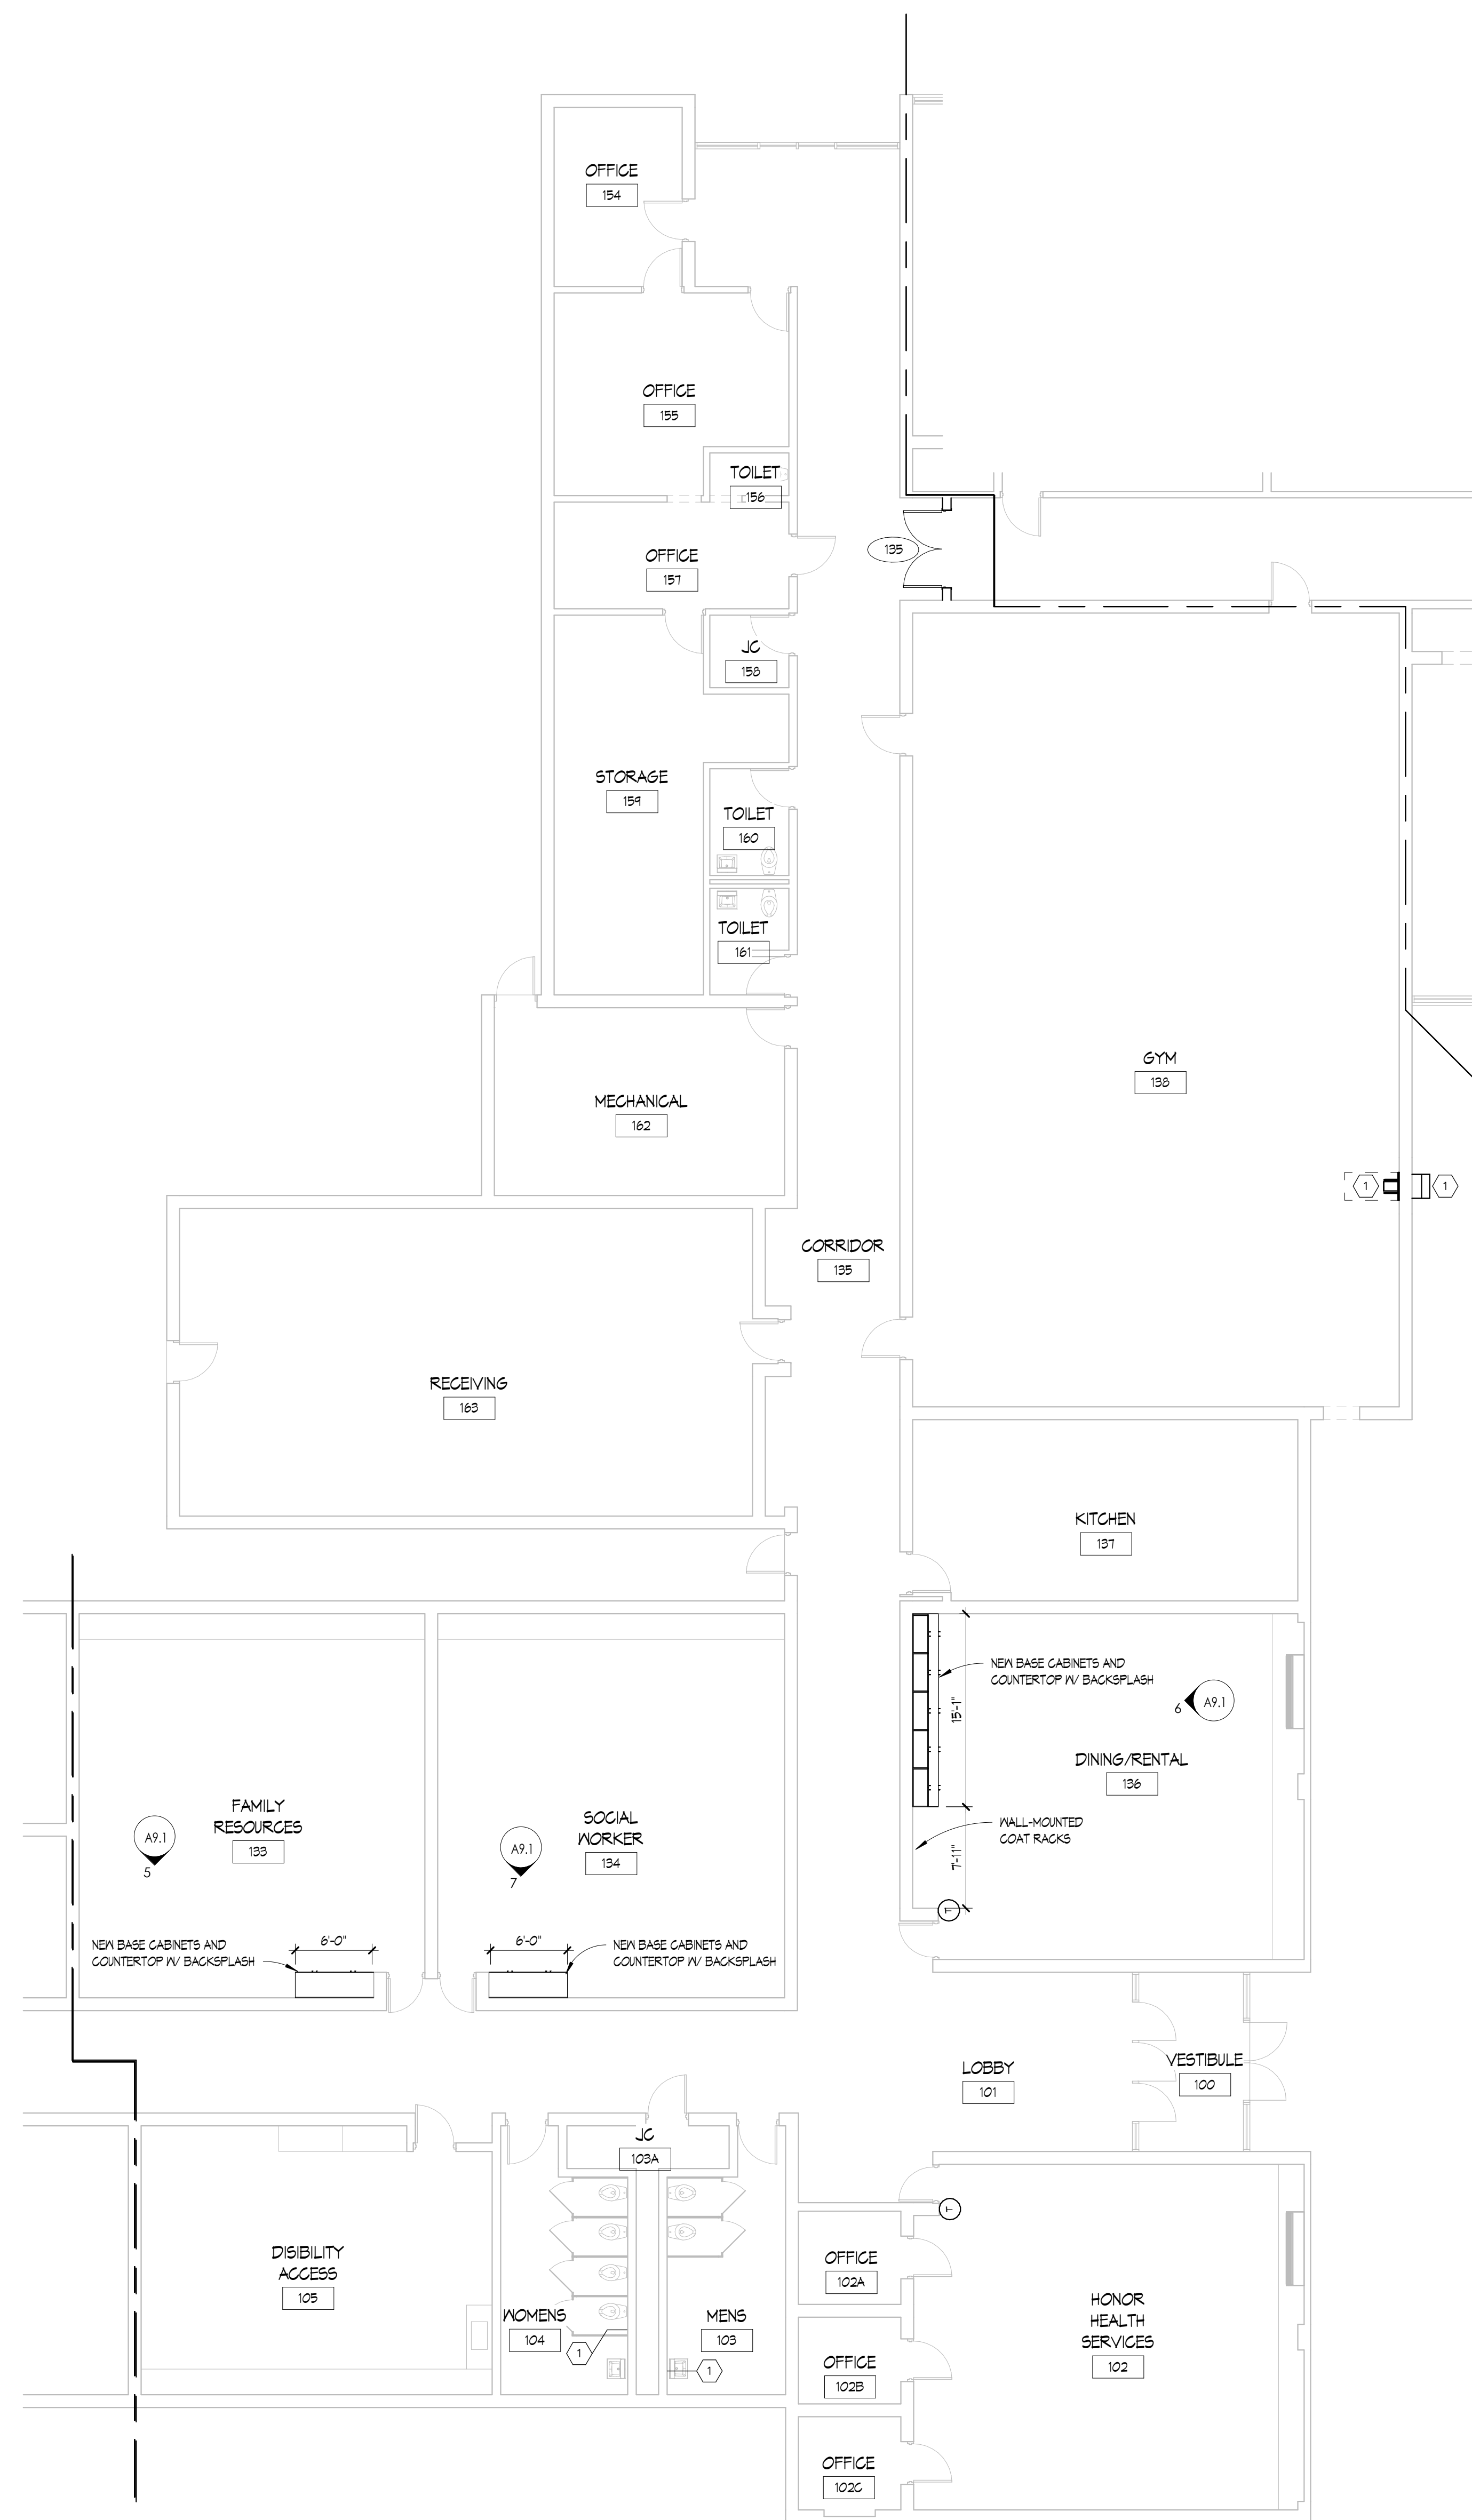 OFFICE
154
OFFICE
155
TOILET
156
OFFICE
157
135
JC
158
STORAGE
159
TOILET
160
TOILET
161
GYM
138
MECHANICAL
162
1
1
CORRIDOR
135
RECEIVING
163
KITCHEN
137
NEW BASE CABINETS AND
COUNTERTOP W/ BACKSPLASH
15'-1"
6
A9.1
DINING/RENTAL
136
WALL-MOUNTED
COAT RACKS
7'-11"
T
FAMILY
RESOURCES
133
A9.1
5
SOCIAL
WORKER
134
A9.1
7
NEW BASE CABINETS AND
COUNTERTOP W/ BACKSPLASH
6'-0"
6'-0"
NEW BASE CABINETS AND
COUNTERTOP W/ BACKSPLASH
LOBBY
101
VESTIBULE
100
JC
103A
T
DISIBILITY
ACCESS
105
WOMENS
104
1
MENS
103
1
OFFICE
102A
OFFICE
102B
OFFICE
102C
HONOR
HEALTH
SERVICES
102